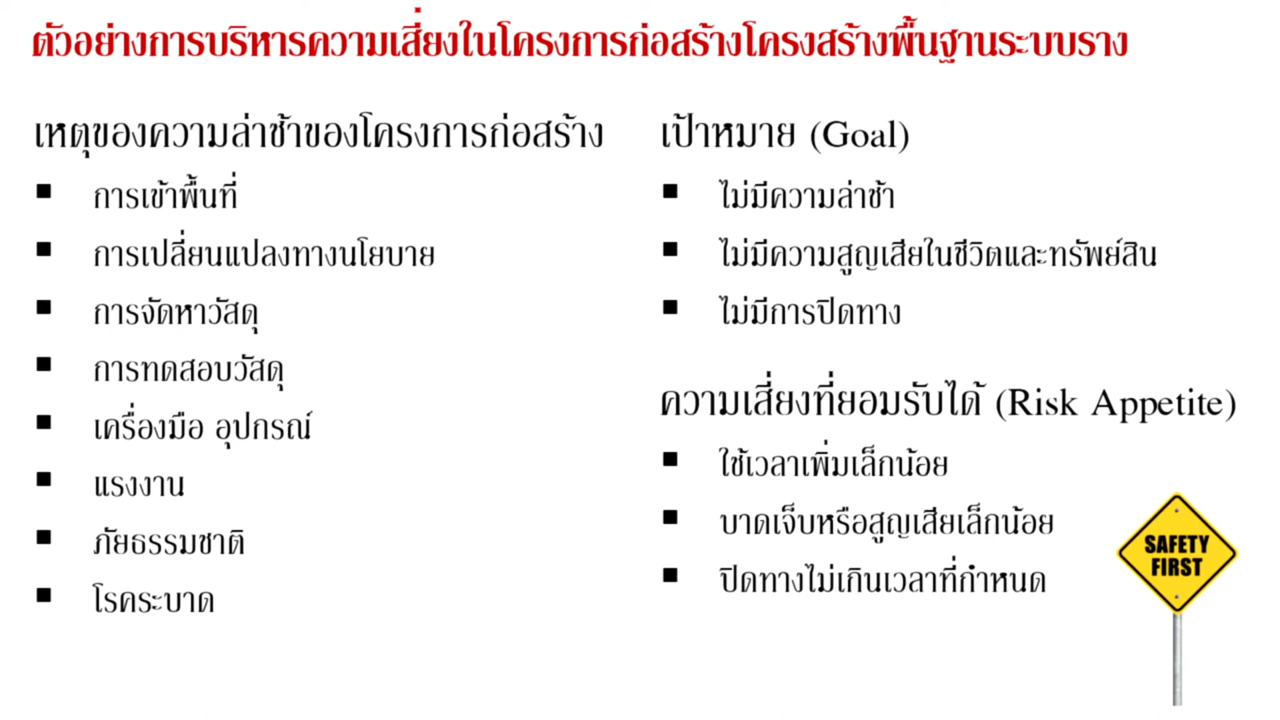 ตัวอย่างการบริหารความเสี่ยงในโครงการก่อสร้างโครงสร้างพื้นฐานระบบราง
เหตุของความล่าช้าของโครงการก่อสร้าง
▪ การเข้าพื้นที่
▪ การเปลี่ยนแปลงทางนโยบาย
▪ การจัดหาวัสดุ
▪ การทดสอบวัสดุ
▪ เครื่องมือ อุปกรณ์
▪ แรงงาน
▪ ภัยธรรมชาติ
▪ โรคระบาด
เป้าหมาย (Goal)
▪ ไม่มีความล่าช้า
▪ ไม่มีความสูญเสียในชีวิตและทรัพย์สิน
▪ ไม่มีการปิดทาง
ความเสี่ยงที่ยอมรับได้ (Risk Appetite)
▪ ใช้เวลาเพิ่มเล็กน้อย
▪ บาดเจ็บหรือสูญเสียเล็กน้อย
▪ ปิดทางไม่เกินเวลาที่กำหนด
SAFETY
FIRST